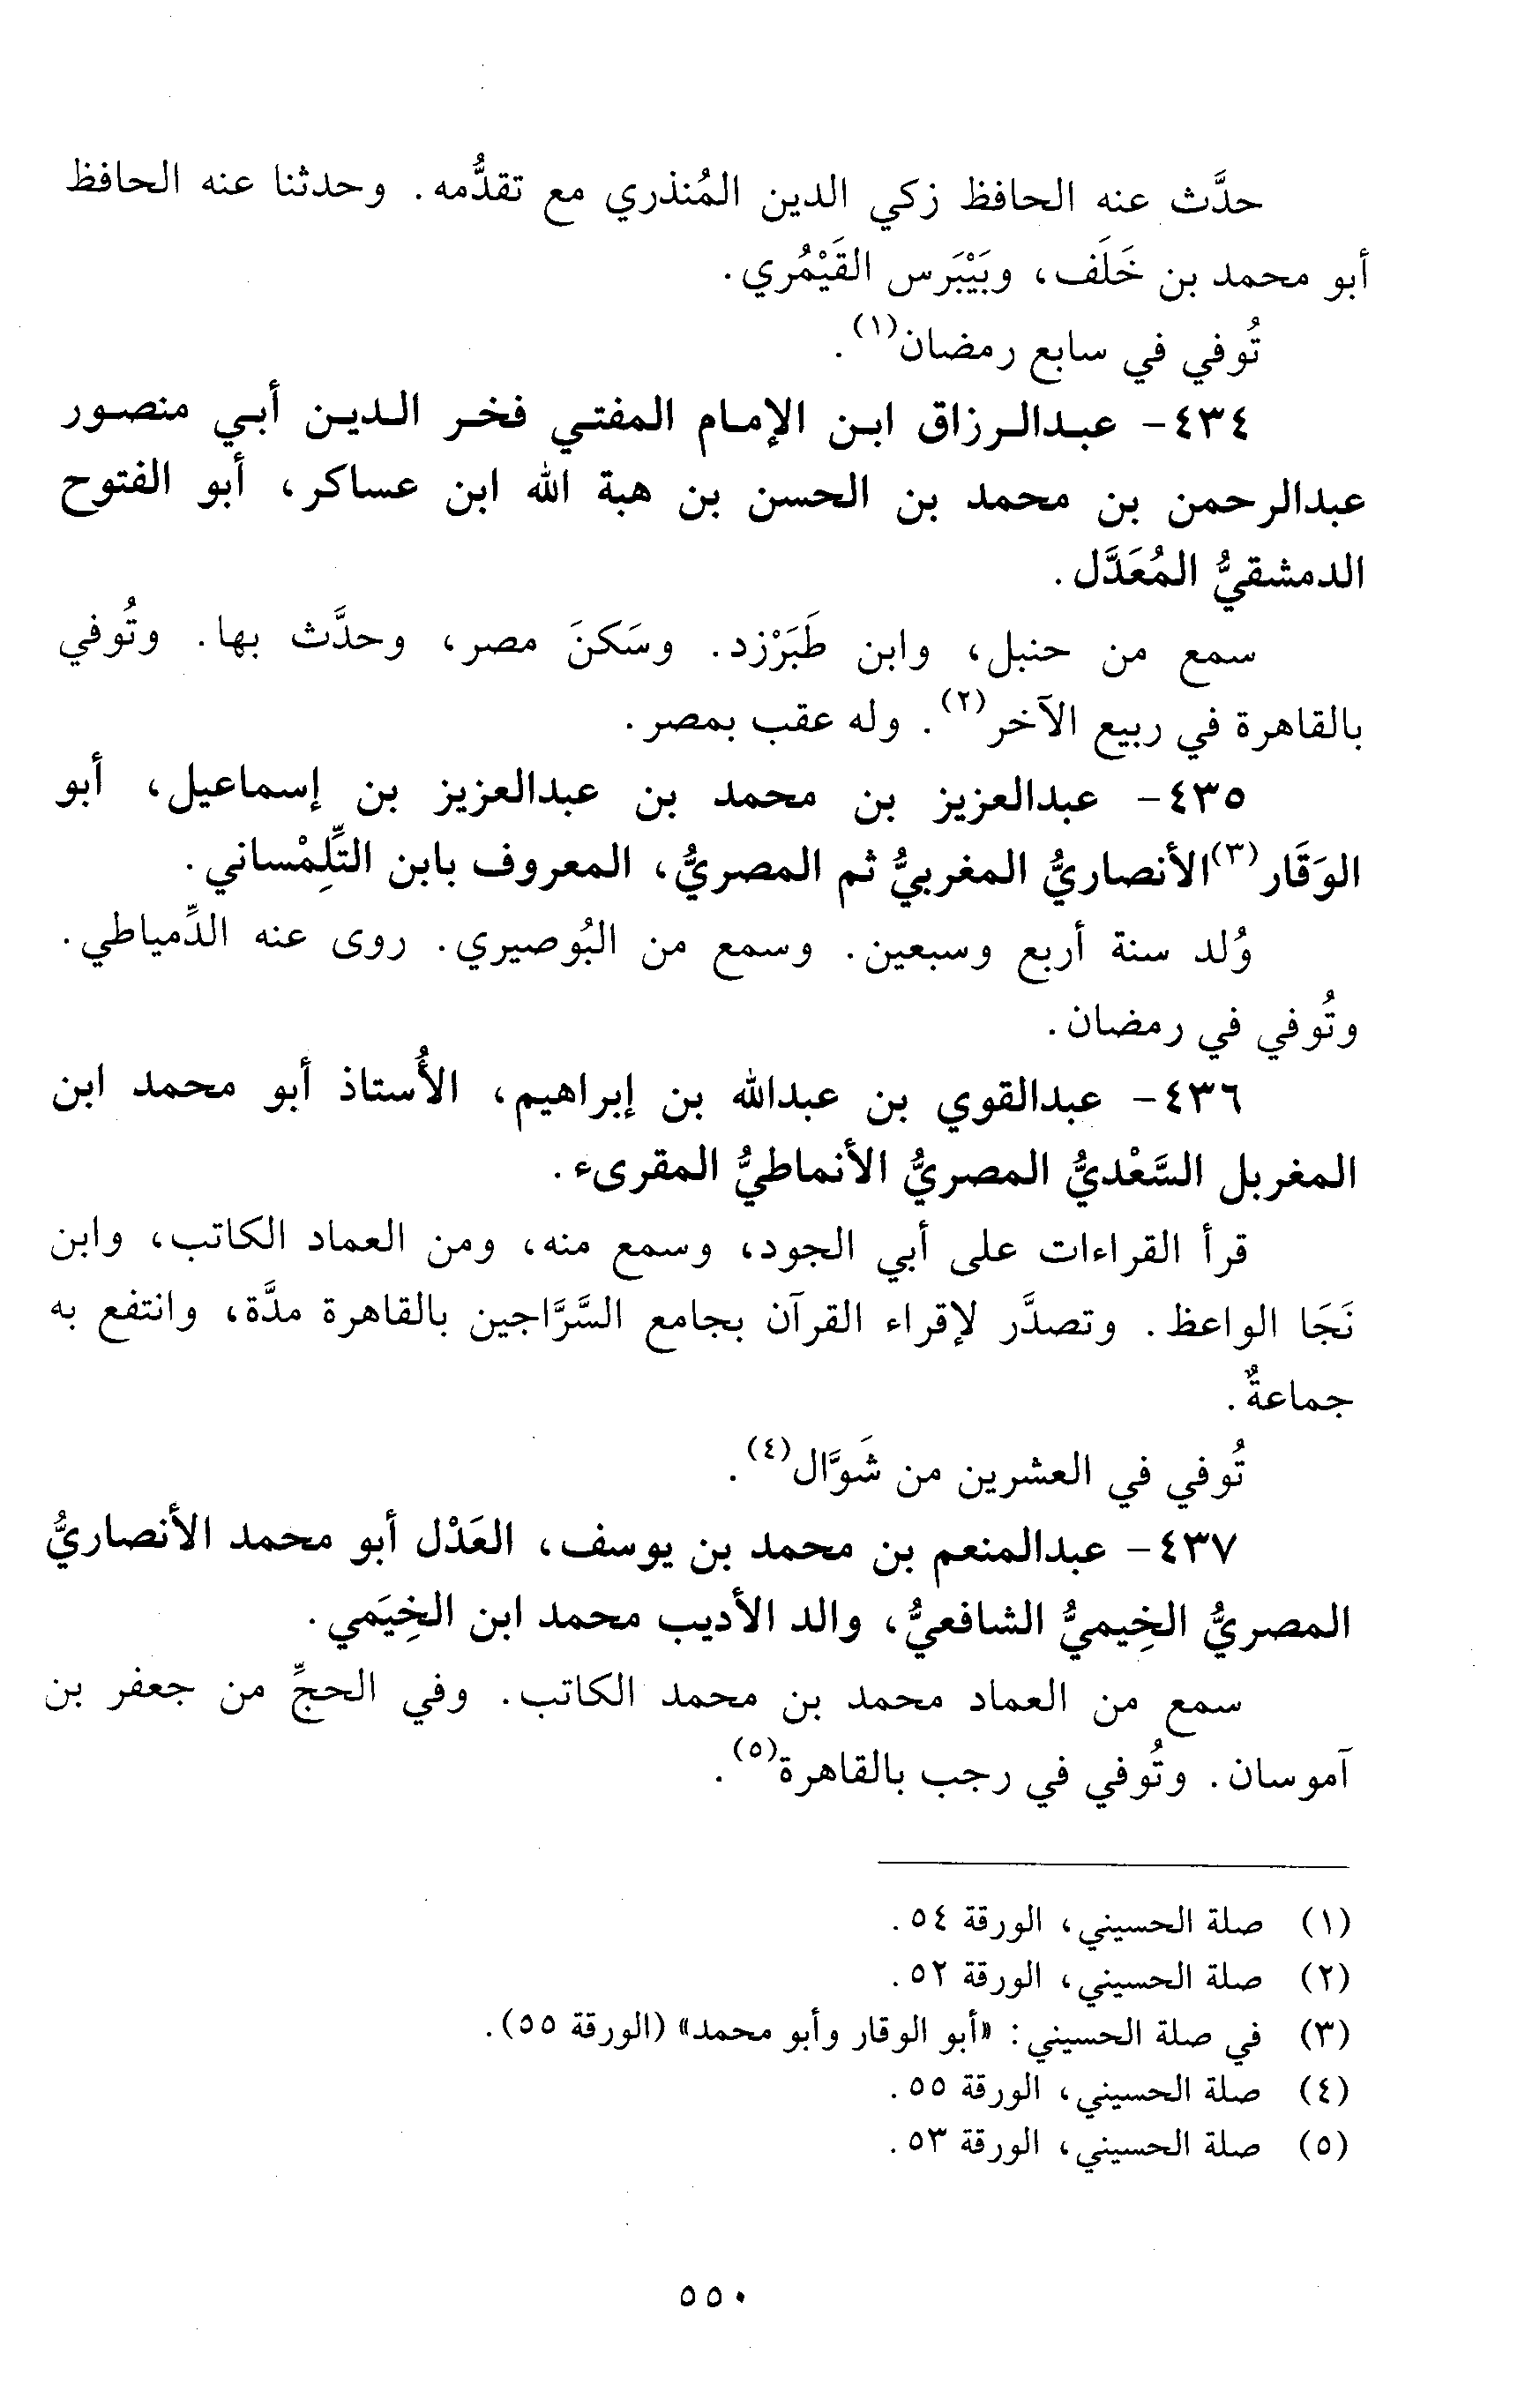 حدَّث عنه الحافظ زكي الدين المُنذري مع تقدُّمه. وحدثنا عنه الحافظ
أبو محمد بن خَلَف، وبَيْبَرس القَيْمُري.
تُوفي في سابع رمضان(١).
٤٣٤- عبدالرزاق ابن الإمام المفتي فخر الدين أبي منصور
عبدالرحمن بن محمد بن الحسن بن هبة الله ابن عساكر، أبو الفتوح
الدمشقيُّ المُعَدَّل.
سمع من حنبل، وابن طَبَرْزد. وسَكنَ مصر، وحدَّث بها. وتُوفي
بالقاهرة في ربيع الآخر(٢). وله عقب بمصر.
٤٣٥- عبدالعزيز بن محمد بن عبدالعزيز بن إسماعيل، أبو
الوَقَار(٣) الأنصاريُّ المغربيُّ ثم المصريُّ، المعروف بابن التِّلِمْساني.
وُلد سنة أربع وسبعين. وسمع من البُوصيري. روى عنه الدِّمياطي.
وتُوفي في رمضان.
٤٣٦- عبدالقوي بن عبدالله بن إبراهيم، الأُستاذ أبو محمد ابن
المغربل السَّعْديُّ المصريُّ الأنماطيُّ المقرىء.
قرأ القراءات على أبي الجود، وسمع منه، ومن العماد الكاتب، وابن
نَجَا الواعظ. وتصدَّر لإقراء القرآن بجامع السَّرَّاجين بالقاهرة مدَّة، وانتفع به
جماعةٌ.
تُوفي في العشرين من شَوَّال(٤).
٤٣٧- عبدالمنعم بن محمد بن يوسف، العَدْل أبو محمد الأنصاريُّ
المصريُّ الخِيميُّ الشافعيُّ، والد الأديب محمد ابن الخِيَمي.
سمع من العماد محمد بن محمد الكاتب. وفي الحجِّ من جعفر بن
آموسان. وتُوفي في رجب بالقاهرة(٥).
(١) صلة الحسيني، الورقة ٥٤.
(٢) صلة الحسيني، الورقة ٥٢.
(٣) في صلة الحسيني: «أبو الوقار وأبو محمد» (الورقة ٥٥).
(٤) صلة الحسيني، الورقة ٥٥.
(٥) صلة الحسيني، الورقة ٥٣.
٥٥٠